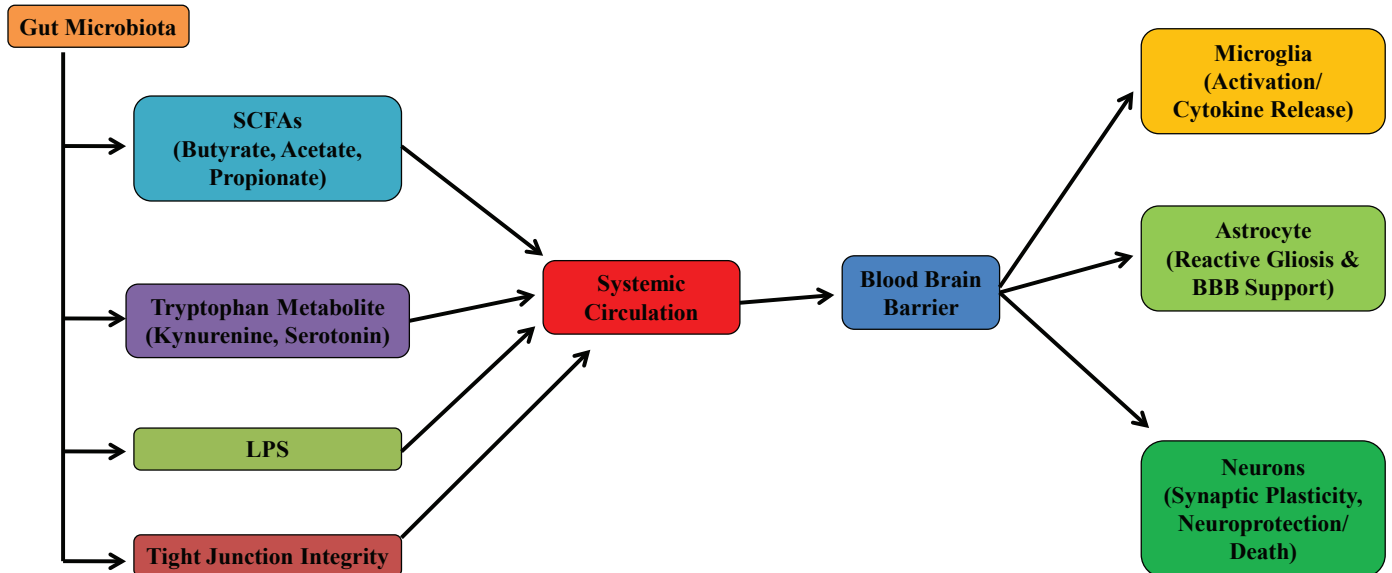 Gut Microbiota
SCFAs
(Butyrate, Acetate,
Propionate)
Tryptophan Metabolite
(Kynurenine, Serotonin)
LPS
Tight Junction Integrity
Systemic
Circulation
Blood Brain
Barrier
Microglia
(Activation/
Cytokine Release)
Astrocyte
(Reactive Gliosis &
BBB Support)
Neurons
(Synaptic Plasticity,
Neuroprotection/
Death)